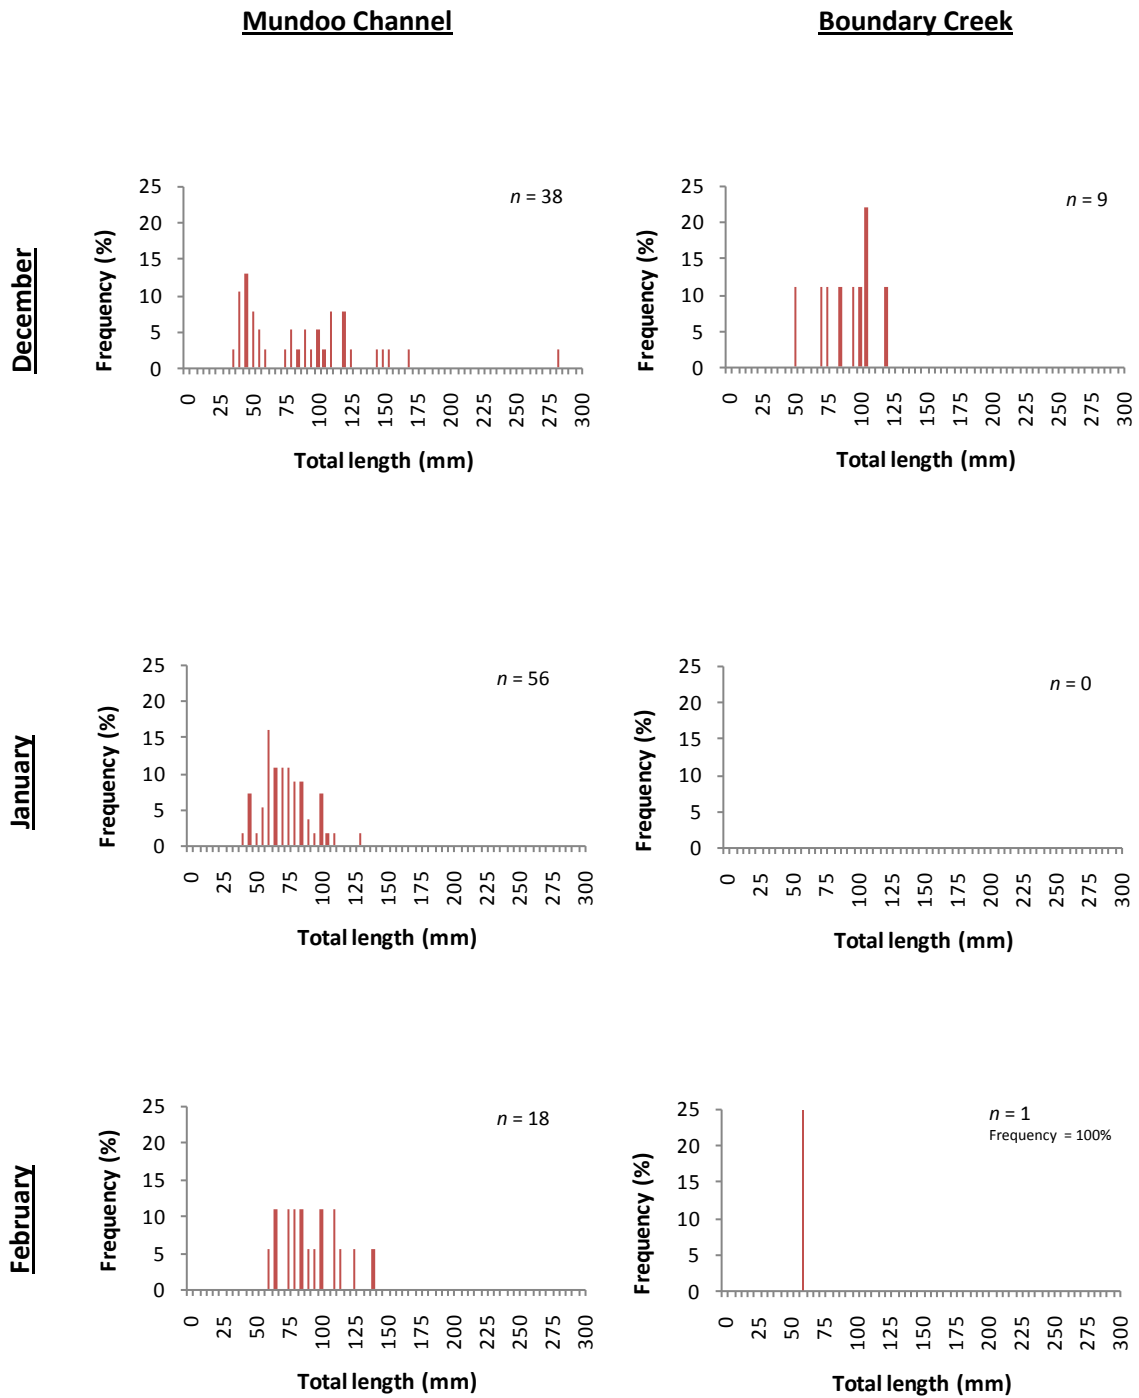 Mundoo Channel
Boundary Creek
December
Frequency (%)
25
20
15
10
5
0
n = 38
0 25 50 75 100 125 150 175 200 225 250 275 300
Total length (mm)
Frequency (%)
25
20
15
10
5
0
n = 9
0 25 50 75 100 125 150 175 200 225 250 275 300
Total length (mm)
January
Frequency (%)
25
20
15
10
5
0
n = 56
0 25 50 75 100 125 150 175 200 225 250 275 300
Total length (mm)
Frequency (%)
25
20
15
10
5
0
n = 0
0 25 50 75 100 125 150 175 200 225 250 275 300
Total length (mm)
February
Frequency (%)
25
20
15
10
5
0
n = 18
0 25 50 75 100 125 150 175 200 225 250 275 300
Total length (mm)
Frequency (%)
25
20
15
10
5
0
n = 1
Frequency = 100%
0 25 50 75 100 125 150 175 200 225 250 275 300
Total length (mm)